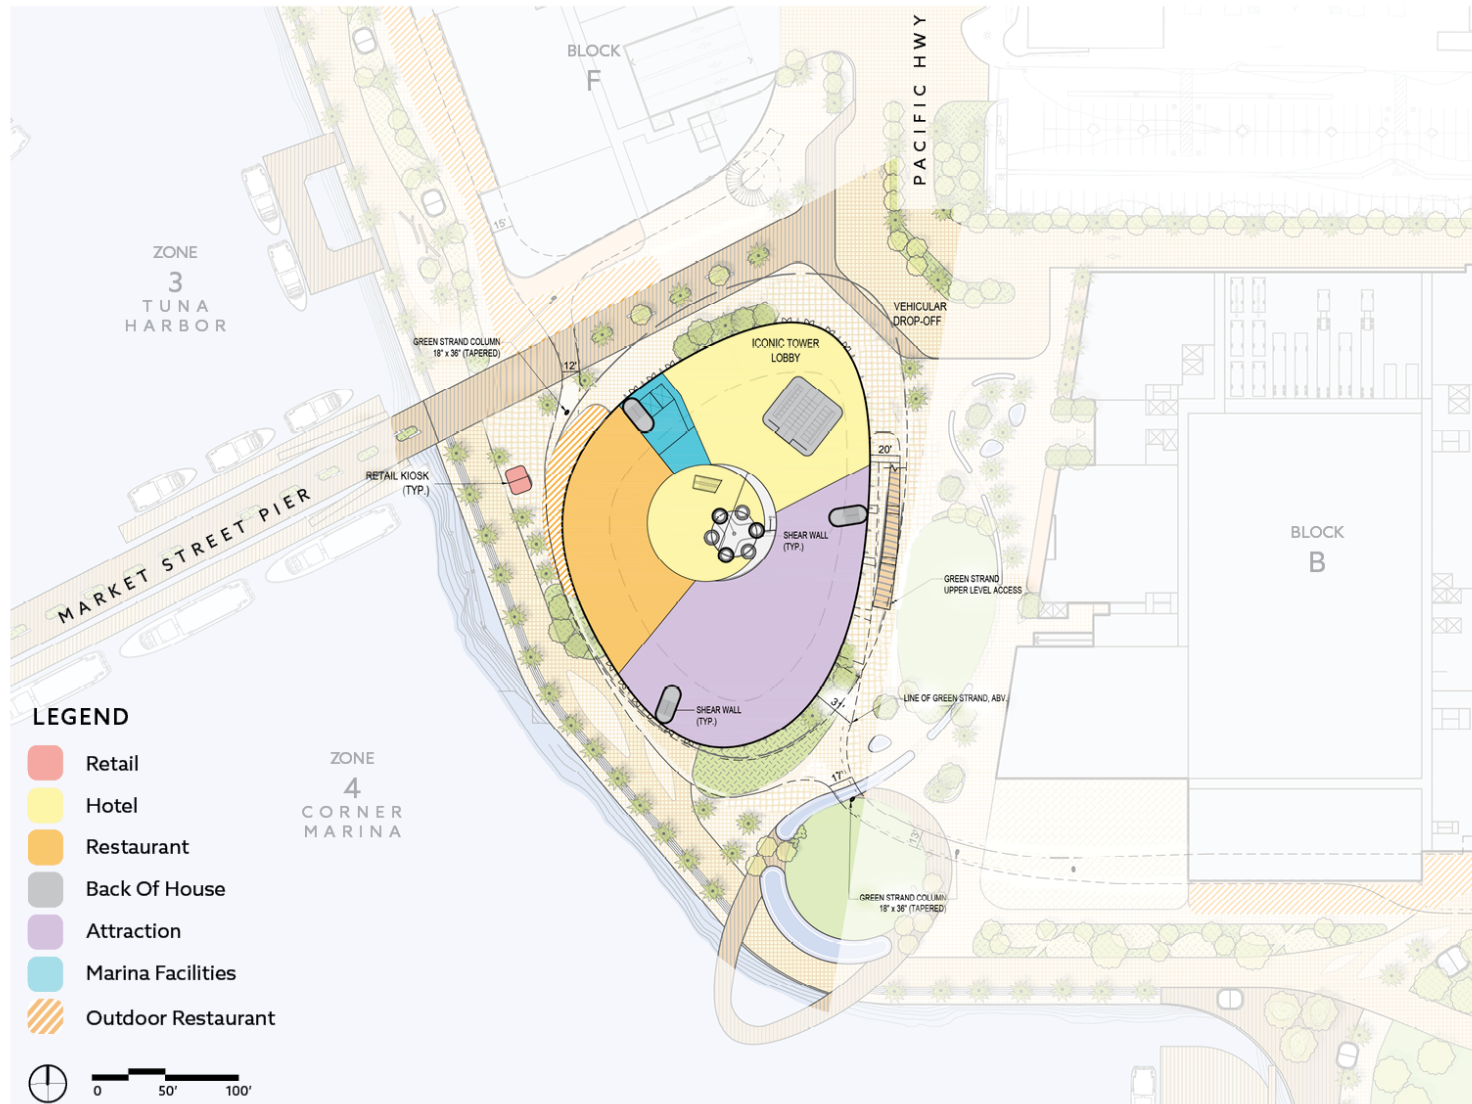 BLOCK
F
PACIFIC HWY
15'
ZONE
3
TUNA
HARBOR
VEHICULAR
DROP-OFF
GREEN STRAND COLUMN
18" x 36" (TAPERED)
ICONIC TOWER
LOBBY
12'
20'
RETAIL KIOSK
(TYP.)
MARKET STREET PIER
SHEAR WALL
(TYP.)
BLOCK
B
GREEN STRAND
UPPER LEVEL ACCESS
LINE OF GREEN STRAND, ABV.
31'
SHEAR WALL
(TYP.)
17'
13'
ZONE
4
CORNER
MARINA
GREEN STRAND COLUMN
18" x 36" (TAPERED)
LEGEND
Retail
Hotel
Restaurant
Back Of House
Attraction
Marina Facilities
Outdoor Restaurant
0 50' 100'